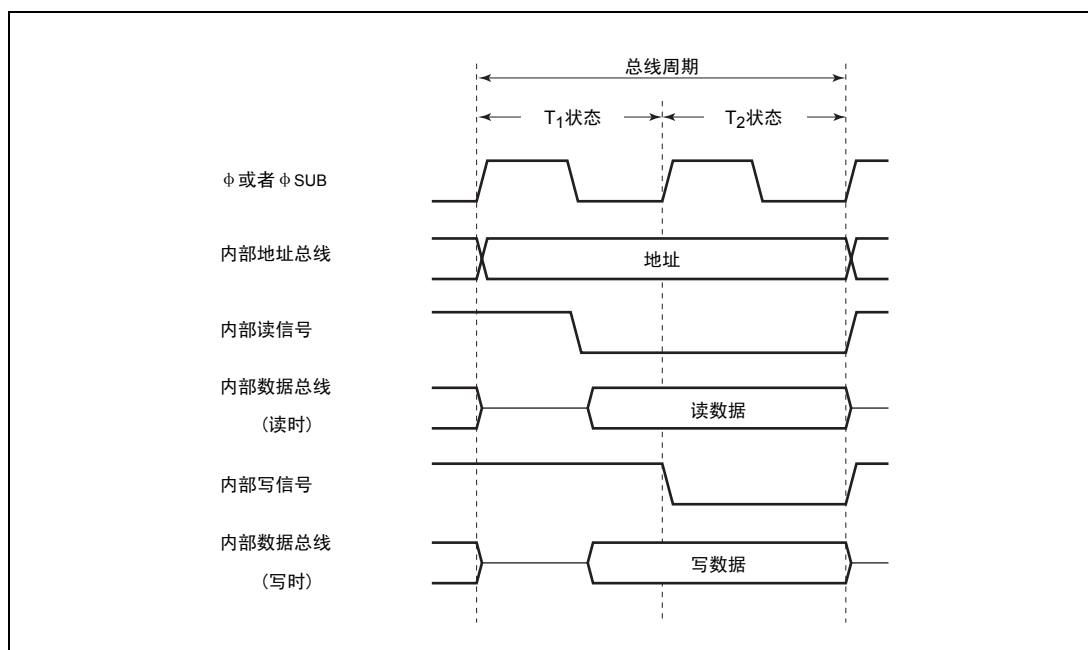 总线周期
T1状态
T2状态
φ或者φSUB
内部地址总线
地址
内部读信号
内部数据总线
(读时)
读数据
内部写信号
内部数据总线
(写时)
写数据